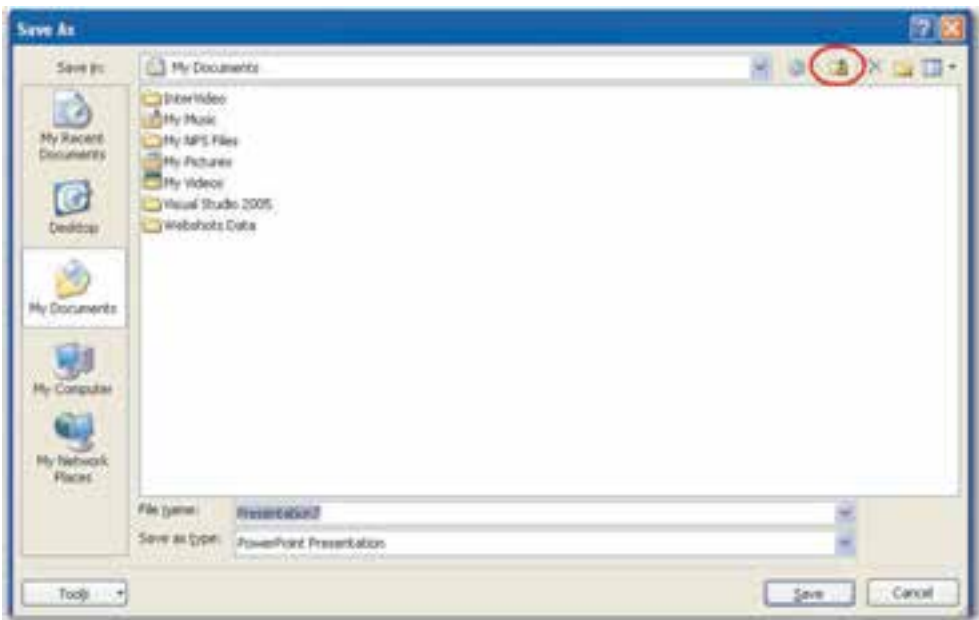 Save As
Save in:
My Documents
InterVideo
My Music
My NPS Files
My Pictures
My Videos
Visual Studio 2005
Webshots Data
My Recent
Documents
Desktop
My Documents
My Computer
My Network
Places
File name:
Save as type:
PowerPoint Presentation
Tools
Save
Cancel